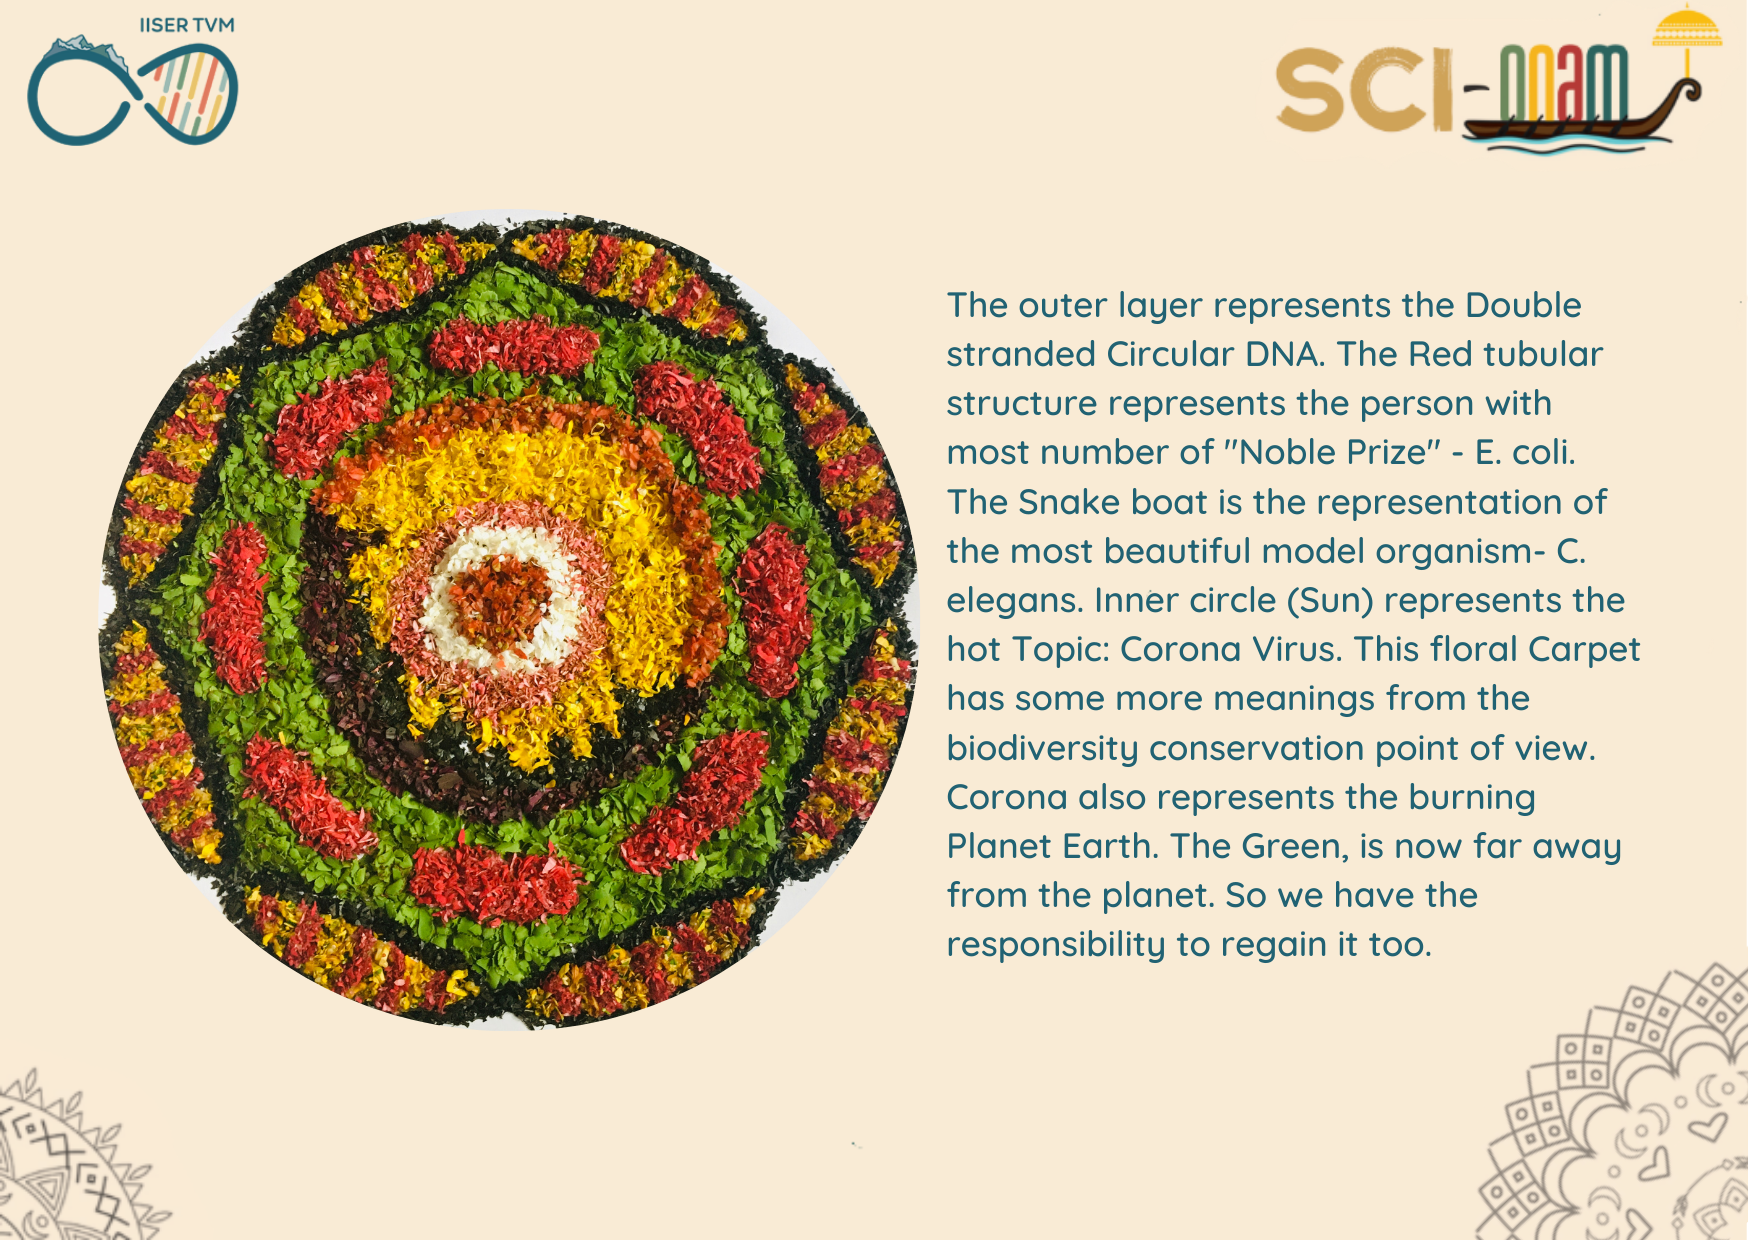 IISER TVM
SCI-onam
The outer layer represents the Double
stranded Circular DNA. The Red tubular
structure represents the person with
most number of "Noble Prize" - E. coli.
The Snake boat is the representation of
the most beautiful model organism- C.
elegans. Inner circle (Sun) represents the
hot Topic: Corona Virus. This floral Carpet
has some more meanings from the
biodiversity conservation point of view.
Corona also represents the burning
Planet Earth. The Green, is now far away
from the planet. So we have the
responsibility to regain it too.